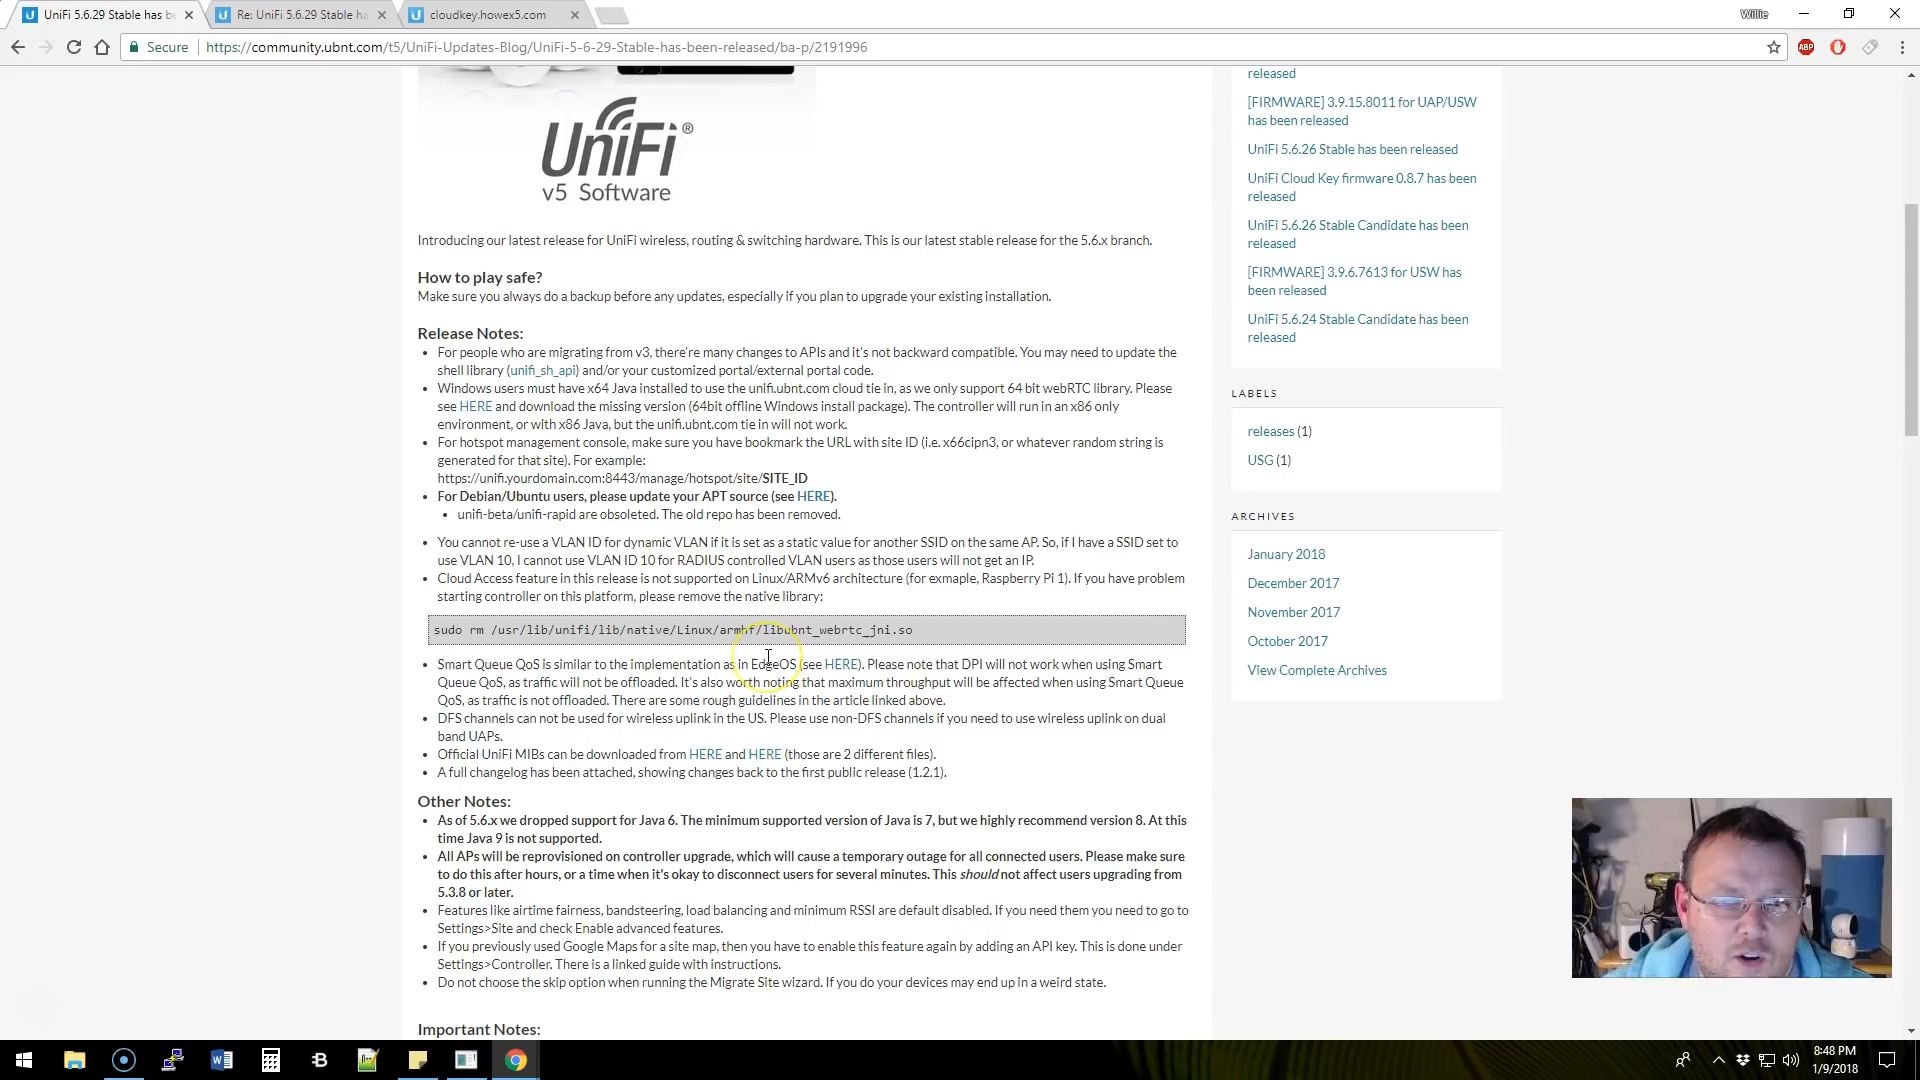 UniFi 5.6.29 Stable has be
Re: UniFi 5.6.29 Stable ha
cloudkey.howex5.com
Willie
Secure
https://community.ubnt.com/t5/UniFi-Updates-Blog/UniFi-5-6-29-Stable-has-been-released/ba-p/2191996
ABP
UniFi®
v5 Software
Introducing our latest release for UniFi wireless, routing & switching hardware. This is our latest stable release for the 5.6.x branch.
How to play safe?
Make sure you always do a backup before any updates, especially if you plan to upgrade your existing installation.
Release Notes:
For people who are migrating from v3, there're many changes to APIs and it's not backward compatible. You may need to update the
shell library (unifi_sh_api) and/or your customized portal/external portal code.
Windows users must have x64 Java installed to use the unifi.ubnt.com cloud tie in, as we only support 64 bit webRTC library. Please
see HERE and download the missing version (64bit offline Windows install package). The controller will run in an x86 only
environment, or with x86 Java, but the unifi.ubnt.com tie in will not work.
For hotspot management console, make sure you have bookmark the URL with site ID (i.e. x66cipn3, or whatever random string is
generated for that site). For example:
https://unifi.yourdomain.com:8443/manage/hotspot/site/SITE_ID
For Debian/Ubuntu users, please update your APT source (see HERE).
unifi-beta/unifi-rapid are obsoleted. The old repo has been removed.
You cannot re-use a VLAN ID for dynamic VLAN if it is set as a static value for another SSID on the same AP. So, if I have a SSID set to
use VLAN 10, I cannot use VLAN ID 10 for RADIUS controlled VLAN users as those users will not get an IP.
Cloud Access feature in this release is not supported on Linux/ARMv6 architecture (for exmaple, Raspberry Pi 1). If you have problem
starting controller on this platform, please remove the native library:
sudo rm /usr/lib/unifi/lib/native/Linux/armhf/libubnt_webrtc_jni.so
Smart Queue QoS is similar to the implementation as in EdgeOS (see HERE). Please note that DPI will not work when using Smart
Queue QoS, as traffic will not be offloaded. It's also worth noting that maximum throughput will be affected when using Smart Queue
QoS, as traffic is not offloaded. There are some rough guidelines in the article linked above.
DFS channels can not be used for wireless uplink in the US. Please use non-DFS channels if you need to use wireless uplink on dual
band UAPs.
Official UniFi MIBs can be downloaded from HERE and HERE (those are 2 different files).
A full changelog has been attached, showing changes back to the first public release (1.2.1).
Other Notes:
As of 5.6.x we dropped support for Java 6. The minimum supported version of Java is 7, but we highly recommend version 8. At this
time Java 9 is not supported.
All APs will be reprovisioned on controller upgrade, which will cause a temporary outage for all connected users. Please make sure
to do this after hours, or a time when it's okay to disconnect users for several minutes. This should not affect users upgrading from
5.3.8 or later.
Features like airtime fairness, bandsteering, load balancing and minimum RSSI are default disabled. If you need them you need to go to
Settings>Site and check Enable advanced features.
If you previously used Google Maps for a site map, then you have to enable this feature again by adding an API key. This is done under
Settings>Controller. There is a linked guide with instructions.
Do not choose the skip option when running the Migrate Site wizard. If you do your devices may end up in a weird state.
Important Notes:
released
[FIRMWARE] 3.9.15.8011 for UAP/USW
has been released
UniFi 5.6.26 Stable has been released
UniFi Cloud Key firmware 0.8.7 has been
released
UniFi 5.6.26 Stable Candidate has been
released
[FIRMWARE] 3.9.6.7613 for USW has
been released
UniFi 5.6.24 Stable Candidate has been
released
LABELS
releases (1)
USG (1)
ARCHIVES
January 2018
December 2017
November 2017
October 2017
View Complete Archives
8:48 PM
1/9/2018